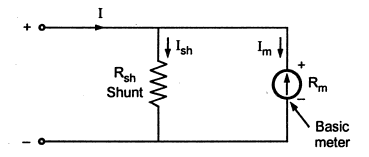 I
+
I_sh
I_m
+
R_sh
Shunt
R_m
–
Basic
meter
–